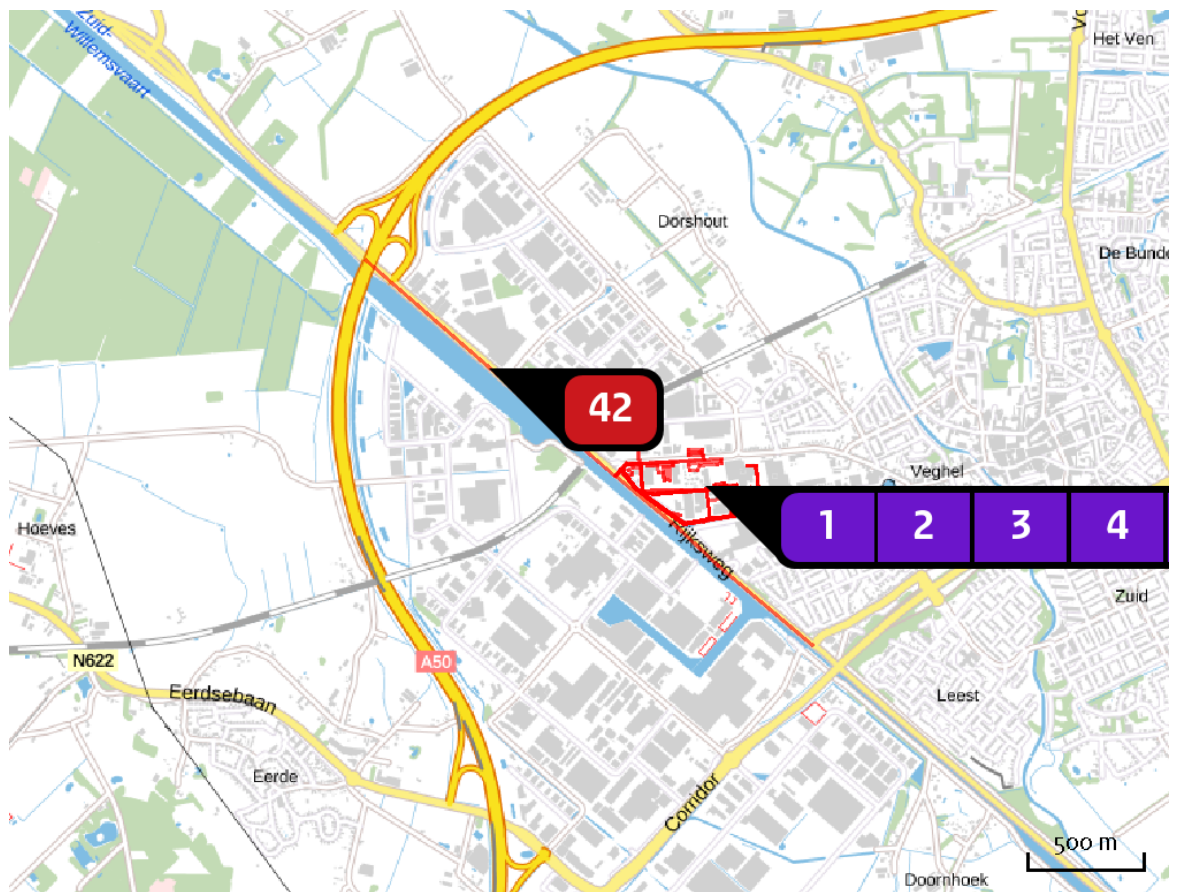 Zuid-
Willemsvaart
Vo
Het Ven
Dorshout
De Bunde
42
Veghel
1 2 3 4
Hoeves
Rijksweg
Zuid
N622
A50
Eerdsebaan
Leest
Eerde
Corridor
500 m
Doornhoek